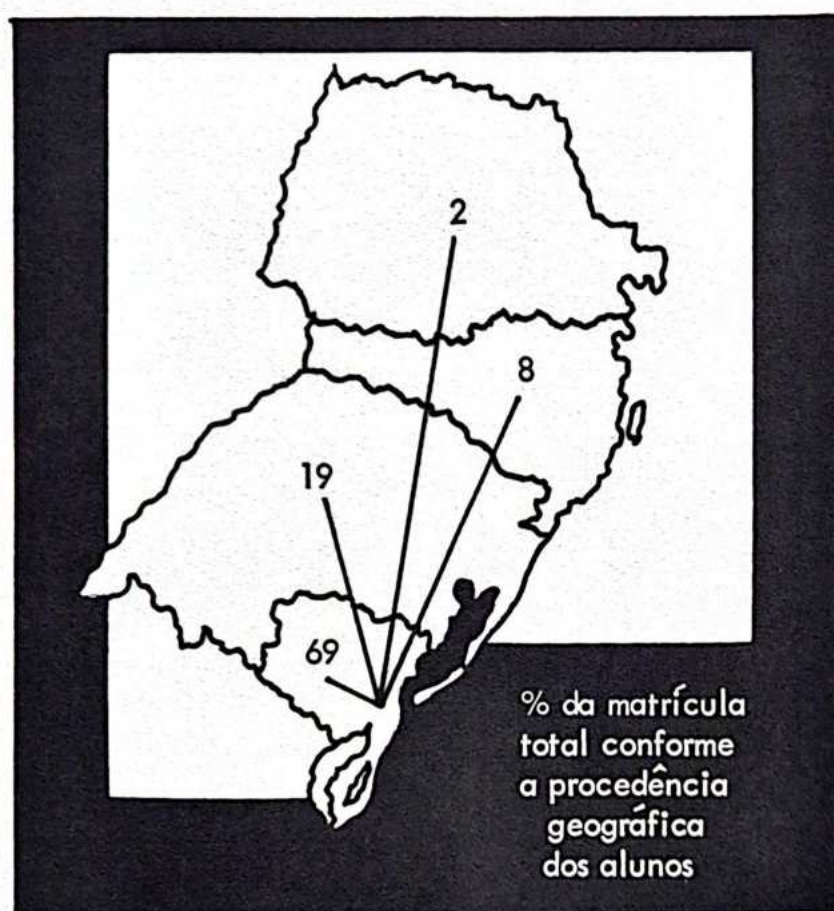 2
8
19
69
% da matrícula
total conforme
a procedência
geográfica
dos alunos